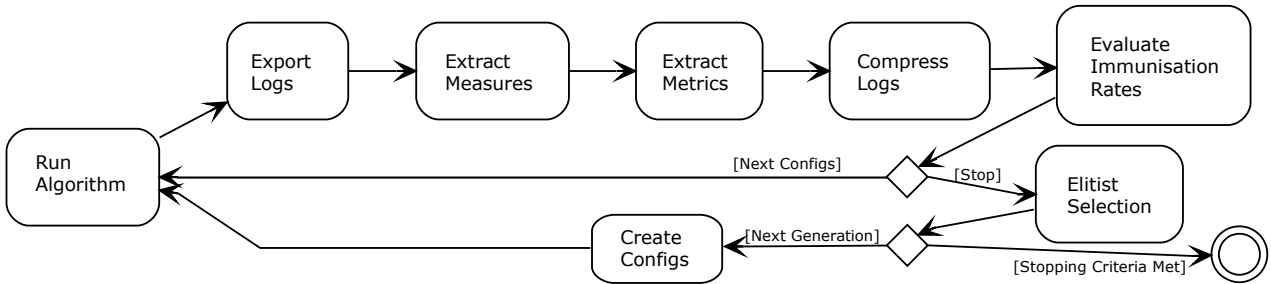 Export
Logs
Extract
Measures
Extract
Metrics
Compress
Logs
Evaluate
Immunisation
Rates
Run
Algorithm
[Next Configs]
[Stop]
Elitist
Selection
Create
Configs
[Next Generation]
[Stopping Criteria Met]